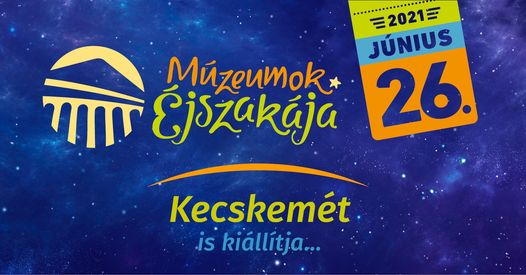 Múzeumok
Éjszakája
2021
JÚNIUS
26.
Kecskemét
is kiállítja...